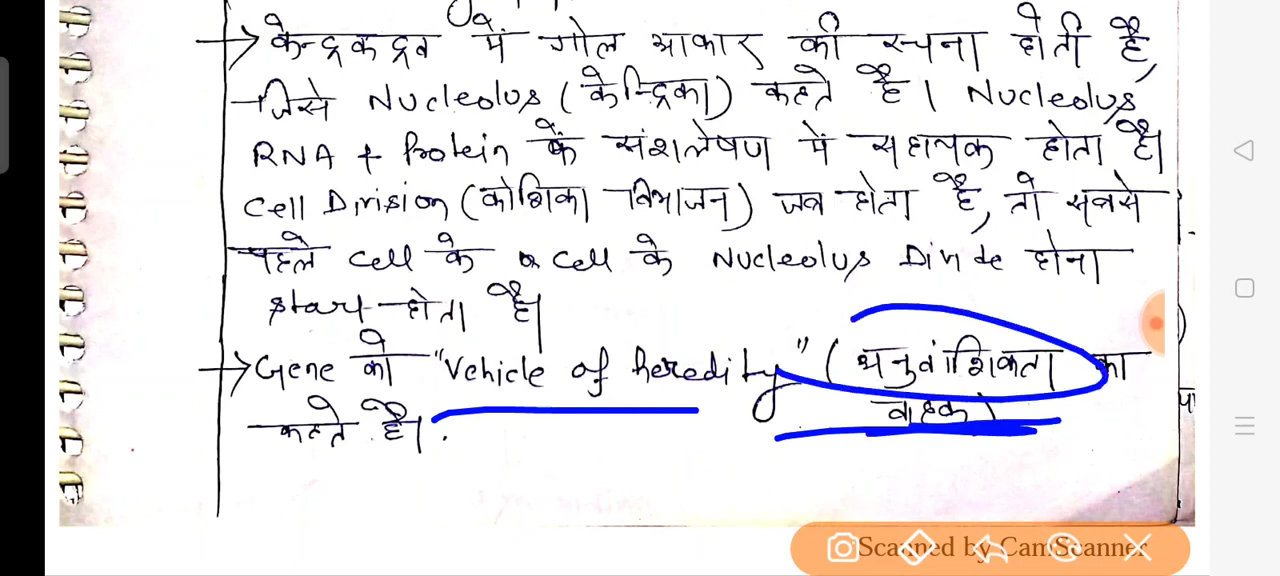 → केन्द्रक द्रव में गोल आकार की रचना होती है,
जिसे Nucleolus (केन्द्रिका) कहते है। Nucleolus
RNA + Protein के संशलेषण में सहायक होता है।
Cell Division (कोशिका विभाजन) जब होता है, तो सबसे
पहले cell के cell के Nucleolus Divide होना
start होता है।
→ Gene को "Vehicle of heredity" (अनुवांशिकता का
वाहक)
कहते है।
Scanned by CamScanner